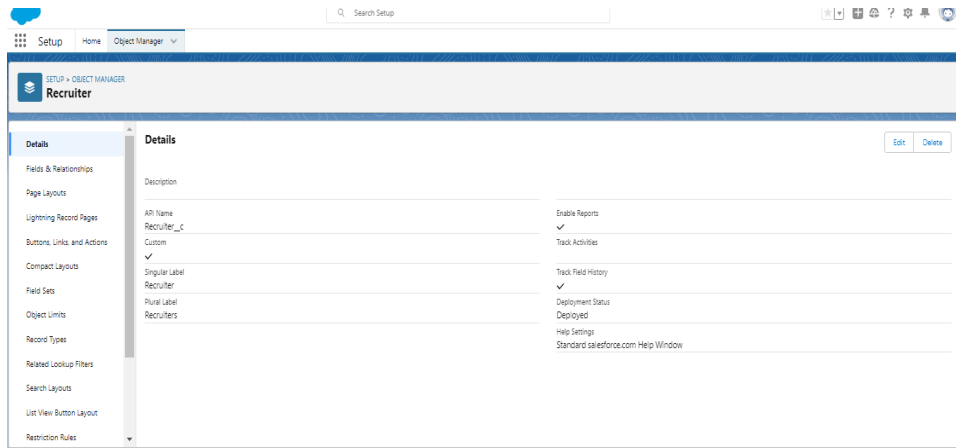 Search Setup
Setup Home Object Manager
SETUP > OBJECT MANAGER
Recruiter
Details
Fields & Relationships
Page Layouts
Lightning Record Pages
Buttons, Links, and Actions
Compact Layouts
Field Sets
Object Limits
Record Types
Related Lookup Filters
Search Layouts
List View Button Layout
Restriction Rules
Details
Edit Delete
Description
API Name
Recruiter__c
Custom
Singular Label
Recruiter
Plural Label
Recruiters
Enable Reports
Track Activities
Track Field History
Deployment Status
Deployed
Help Settings
Standard salesforce.com Help Window